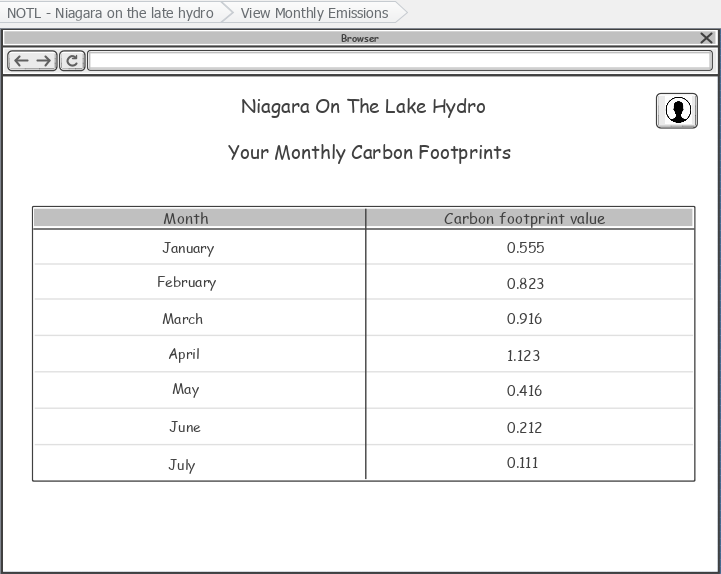 NOTL - Niagara on the late hydro View Monthly Emissions
Browser
Niagara On The Lake Hydro
Your Monthly Carbon Footprints
Month Carbon footprint value
January 0.555
February 0.823
March 0.916
April 1.123
May 0.416
June 0.212
July 0.111